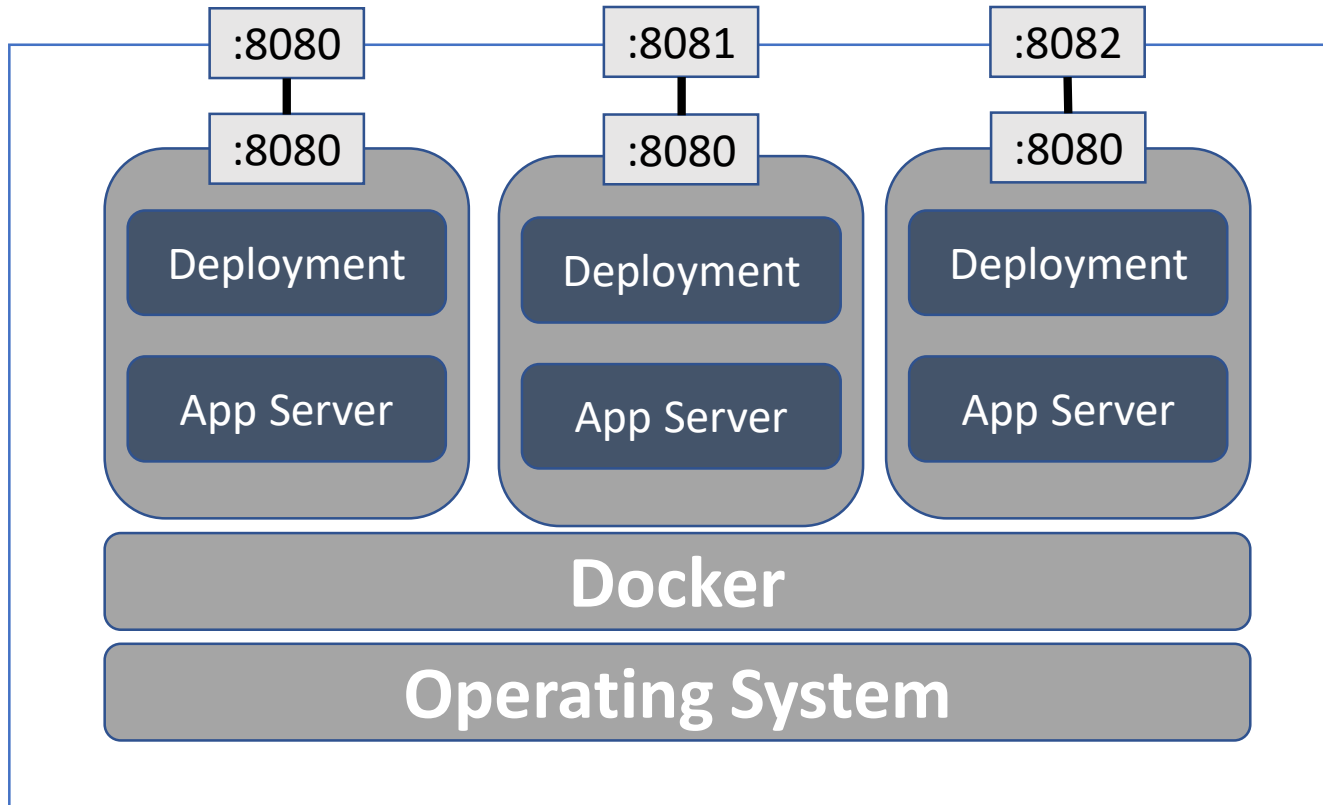 :8080
:8081
:8082
:8080
:8080
:8080
Deployment
Deployment
Deployment
App Server
App Server
App Server
Docker
Operating System